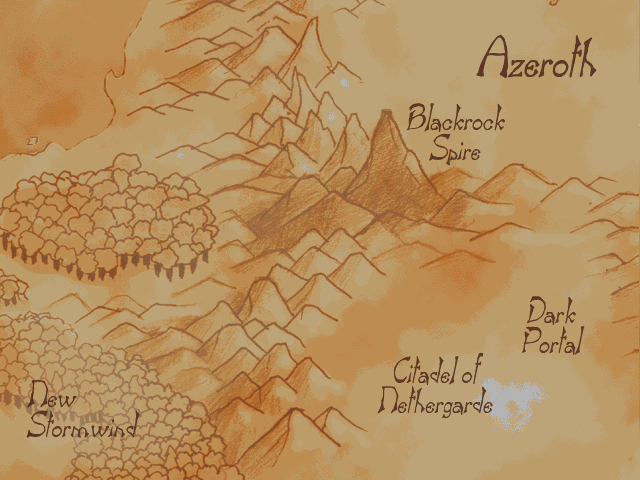 Azeroth
Blackrock
Spire
Dark
Portal
Citadel of
Nethergarde
New
Stormwind